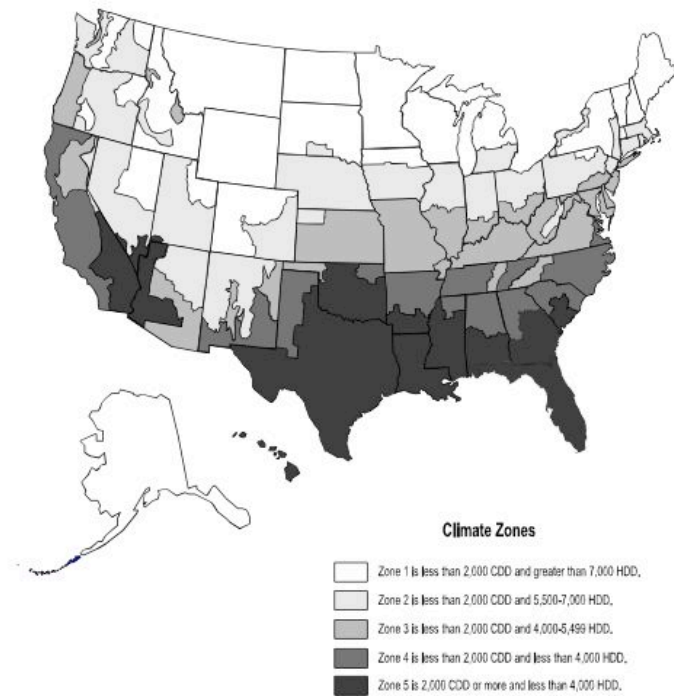 Climate Zones
Zone 1 is less than 2,000 CDD and greater than 7,000 HDD.
Zone 2 is less than 2,000 CDD and 5,500-7,000 HDD.
Zone 3 is less than 2,000 CDD and 4,000-5,499 HDD.
Zone 4 is less than 2,000 CDD and less than 4,000 HDD.
Zone 5 is 2,000 CDD or more and less than 4,000 HDD.